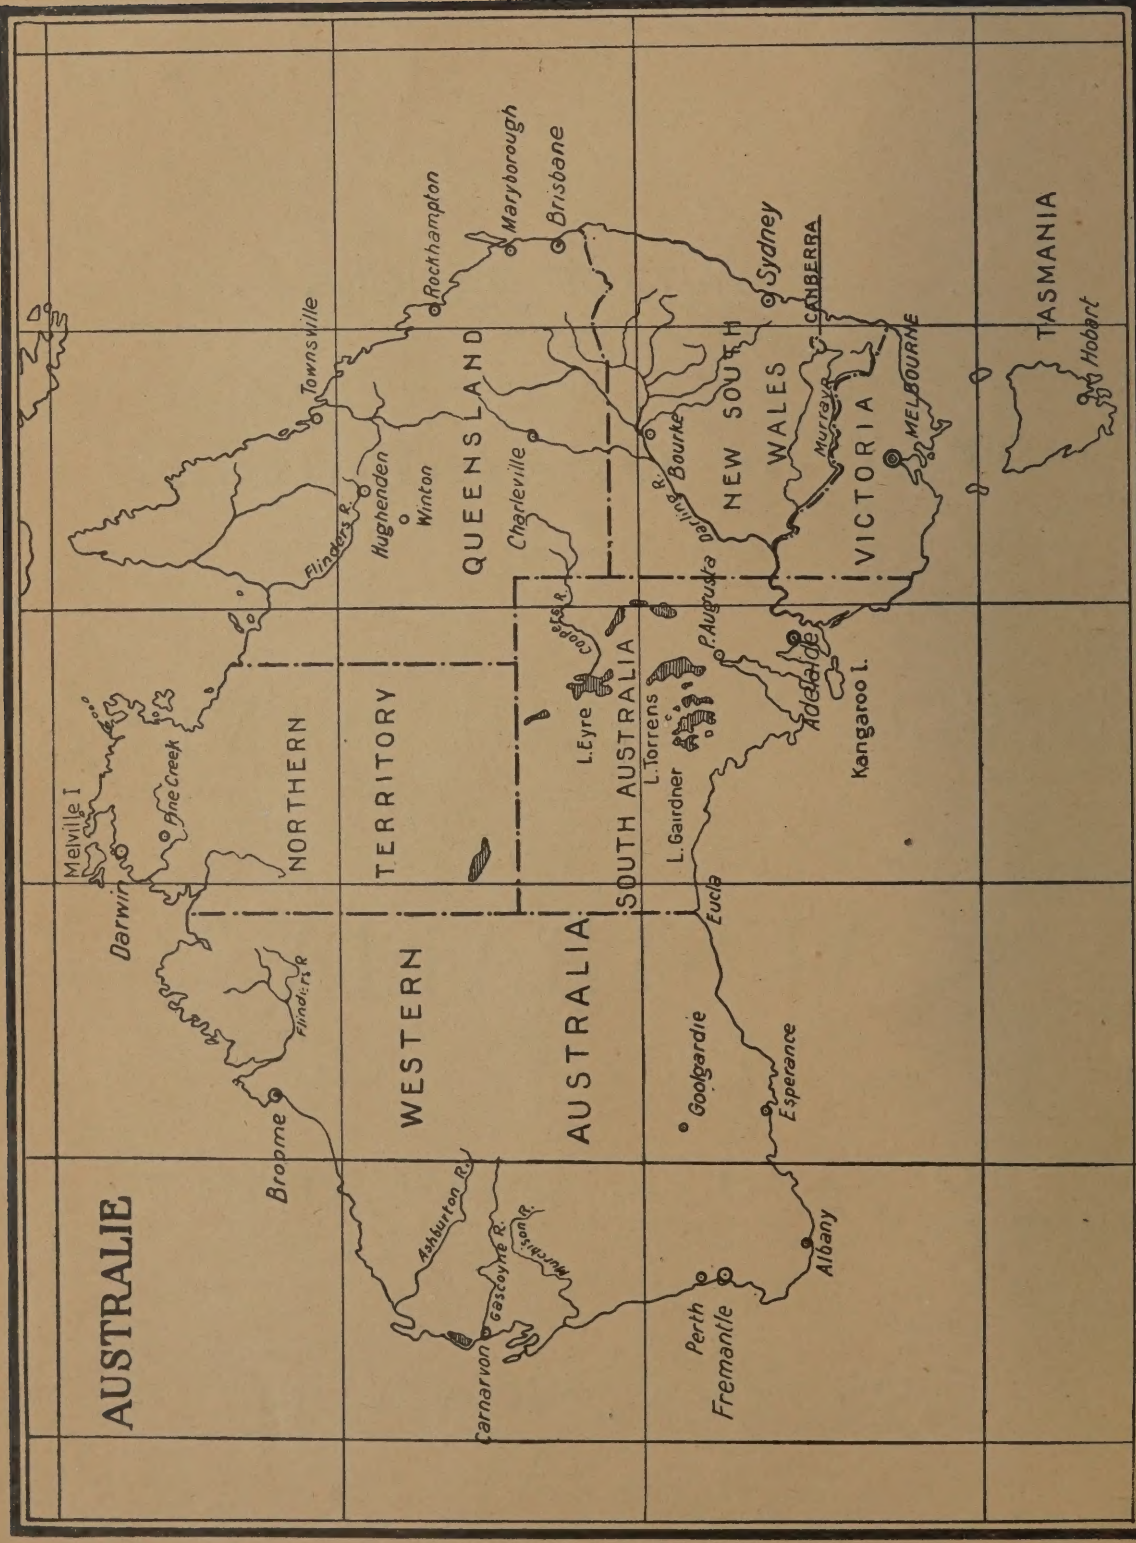 AUSTRALIE
Melville I
Darwin
Pine Creek
Flinders R.
Townsville
Hughenden
Winton
Rockhampton
Maryborough
Brisbane
QUEENSLAND
Charleville
NORTHERN
TERRITORY
Flinders R
Broome
WESTERN
AUSTRALIA
Ashburton R.
Gascoyne R.
Murchison R.
Carnarvon
Coopers R.
L.Eyre
SOUTH AUSTRALIA
L.Torrens
L.Gairdner
P.Augusta
Darling R.
Bourke
NEW SOUTH
WALES
Sydney
CANBERRA
Murray R.
VICTORIA
MELBOURNE
Adelaide
Kangaroo I.
Eucla
Goolgardie
Esperance
Perth
Fremantle
Albany
TASMANIA
Hobart